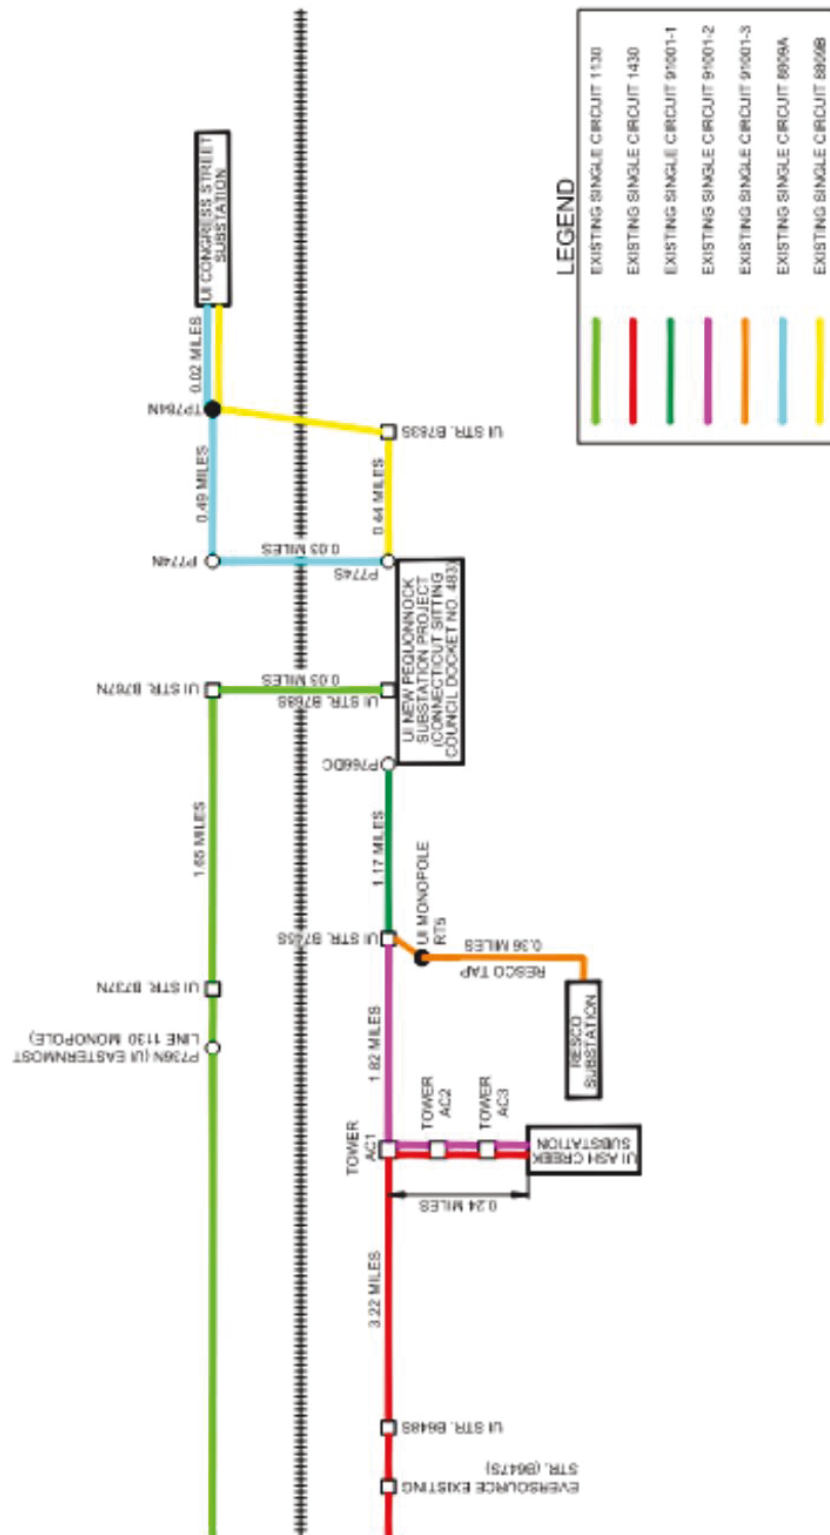 UI CONGRESS STREET
SUBSTATION
0.02 MILES
TP784N
0.49 MILES
UI STR. B783S
0.44 MILES
P774N
0.03 MILES
P774S
UI NEW PEQUONNOCK
SUBSTATION PROJECT
(CONNECTICUT SITTING
COUNCIL DOCKET NO. 483)
UI STR. B767N
0.03 MILES
UI STR. B768S
P766DC
1.65 MILES
1.17 MILES
UI MONOPOLE
RT5
UI STR. B745S
0.36 MILES
RESCO TAP
RESCO
SUBSTATION
UI STR. B737N
P736N (UI EASTERNMOST
LINE 1130 MONOPOLE)
1.82 MILES
TOWER
AC1
TOWER
AC2
TOWER
AC3
UI ASH CREEK
SUBSTATION
0.24 MILES
3.22 MILES
UI STR. B648S
EVERSOURCE EXISTING
STR. (B647S)
LEGEND
EXISTING SINGLE CIRCUIT 1130
EXISTING SINGLE CIRCUIT 1430
EXISTING SINGLE CIRCUIT 91001-1
EXISTING SINGLE CIRCUIT 91001-2
EXISTING SINGLE CIRCUIT 91001-3
EXISTING SINGLE CIRCUIT 8809A
EXISTING SINGLE CIRCUIT 8809B